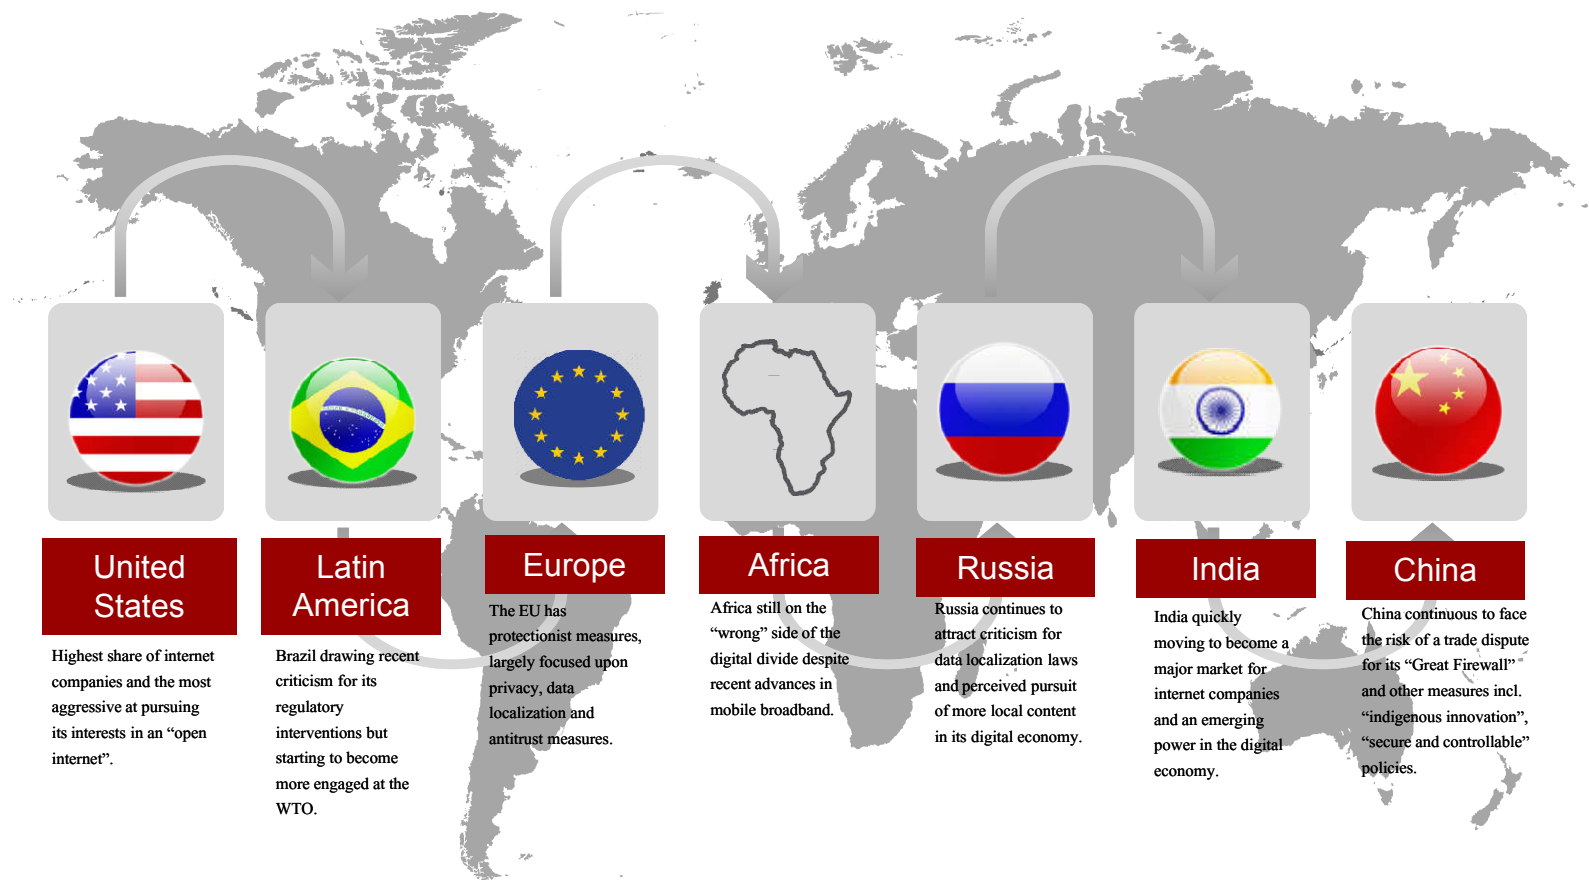 United
States
Highest share of internet
companies and the most
aggressive at pursuing
its interests in an “open
internet”.
Latin
America
Brazil drawing recent
criticism for its
regulatory
interventions but
starting to become
more engaged at the
WTO.
Europe
The EU has
protectionist measures,
largely focused upon
privacy, data
localization and
antitrust measures.
Africa
Africa still on the
“wrong” side of the
digital divide despite
recent advances in
mobile broadband.
Russia
Russia continues to
attract criticism for
data localization laws
and perceived pursuit
of more local content
in its digital economy.
India
India quickly
moving to become a
major market for
internet companies
and an emerging
power in the digital
economy.
China
China continuous to face
the risk of a trade dispute
for its “Great Firewall”
and other measures incl.
“indigenous innovation”,
“secure and controllable”
policies.